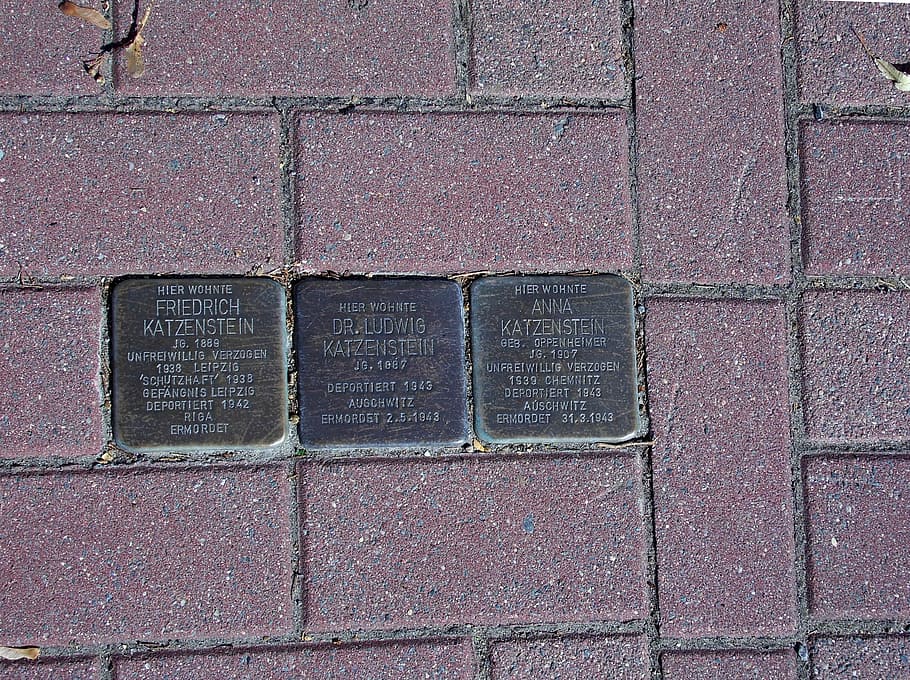 HIER WOHNTE
FRIEDRICH
KATZENSTEIN
JG. 1889
UNFREIWILLIG VERZOGEN
1938 LEIPZIG
'SCHUTZHAFT' 1938
GEFÄNGNIS LEIPZIG
DEPORTIERT 1942
RIGA
ERMORDET
HIER WOHNTE
DR. LUDWIG
KATZENSTEIN
JG. 1887
DEPORTIERT 1943
AUSCHWITZ
ERMORDET 2.5.1943
HIER WOHNTE
ANNA
KATZENSTEIN
GEB. OPPENHEIMER
JG. 1907
UNFREIWILLIG VERZOGEN
1939 CHEMNITZ
DEPORTIERT 1943
AUSCHWITZ
ERMORDET 31.3.1943